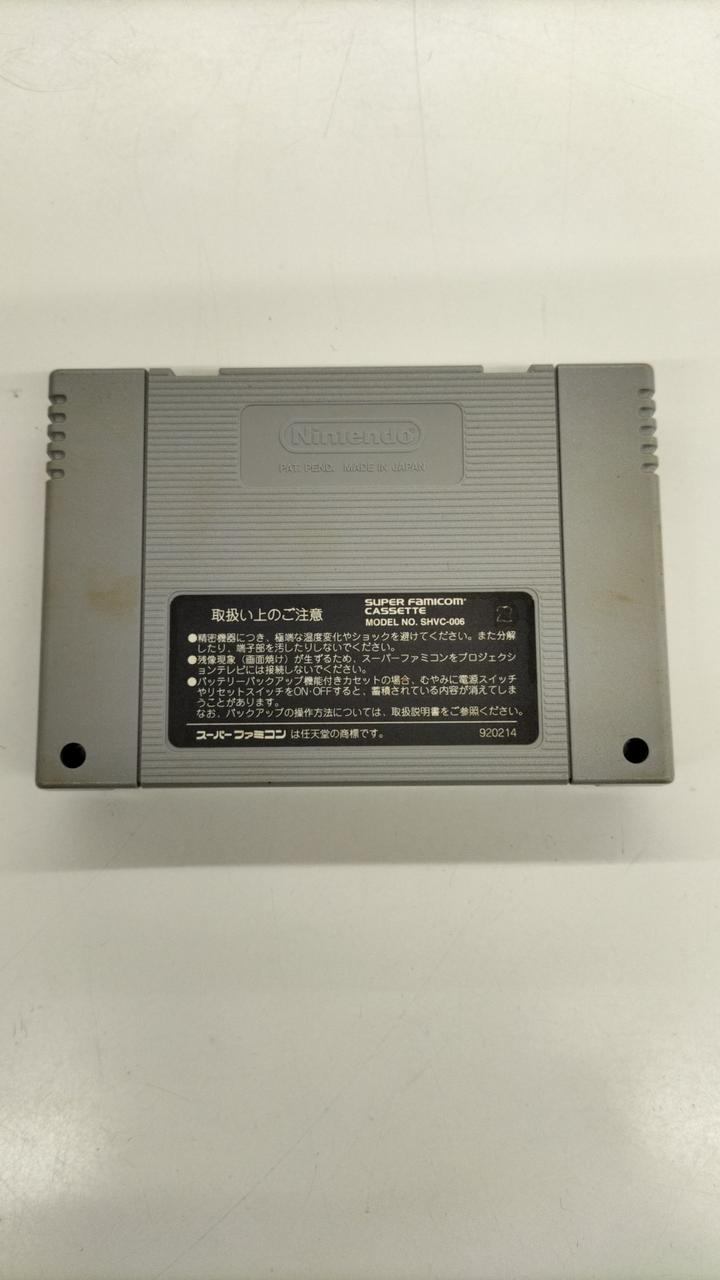 Nintendo
PAT. PEND. MADE IN JAPAN
取扱い上のご注意
SUPER Famicom
CASSETTE
MODEL NO. SHVC-006
●精密機器につき、極端な温度変化やショックを避けてください。また分解
したり、端子部を汚したりしないでください。
●残像現象（画面焼け）が生ずるため、スーパーファミコンをプロジェクシ
ョンテレビには接続しないでください。
●バッテリーバックアップ機能付きカセットの場合、むやみに電源スイッチ
やリセットスイッチをON·OFFすると、蓄積されている内容が消えてしま
うことがあります。
なお、バックアップの操作方法については、取扱説明書をご参照ください。
スーパーファミコン は任天堂の商標です。
920214